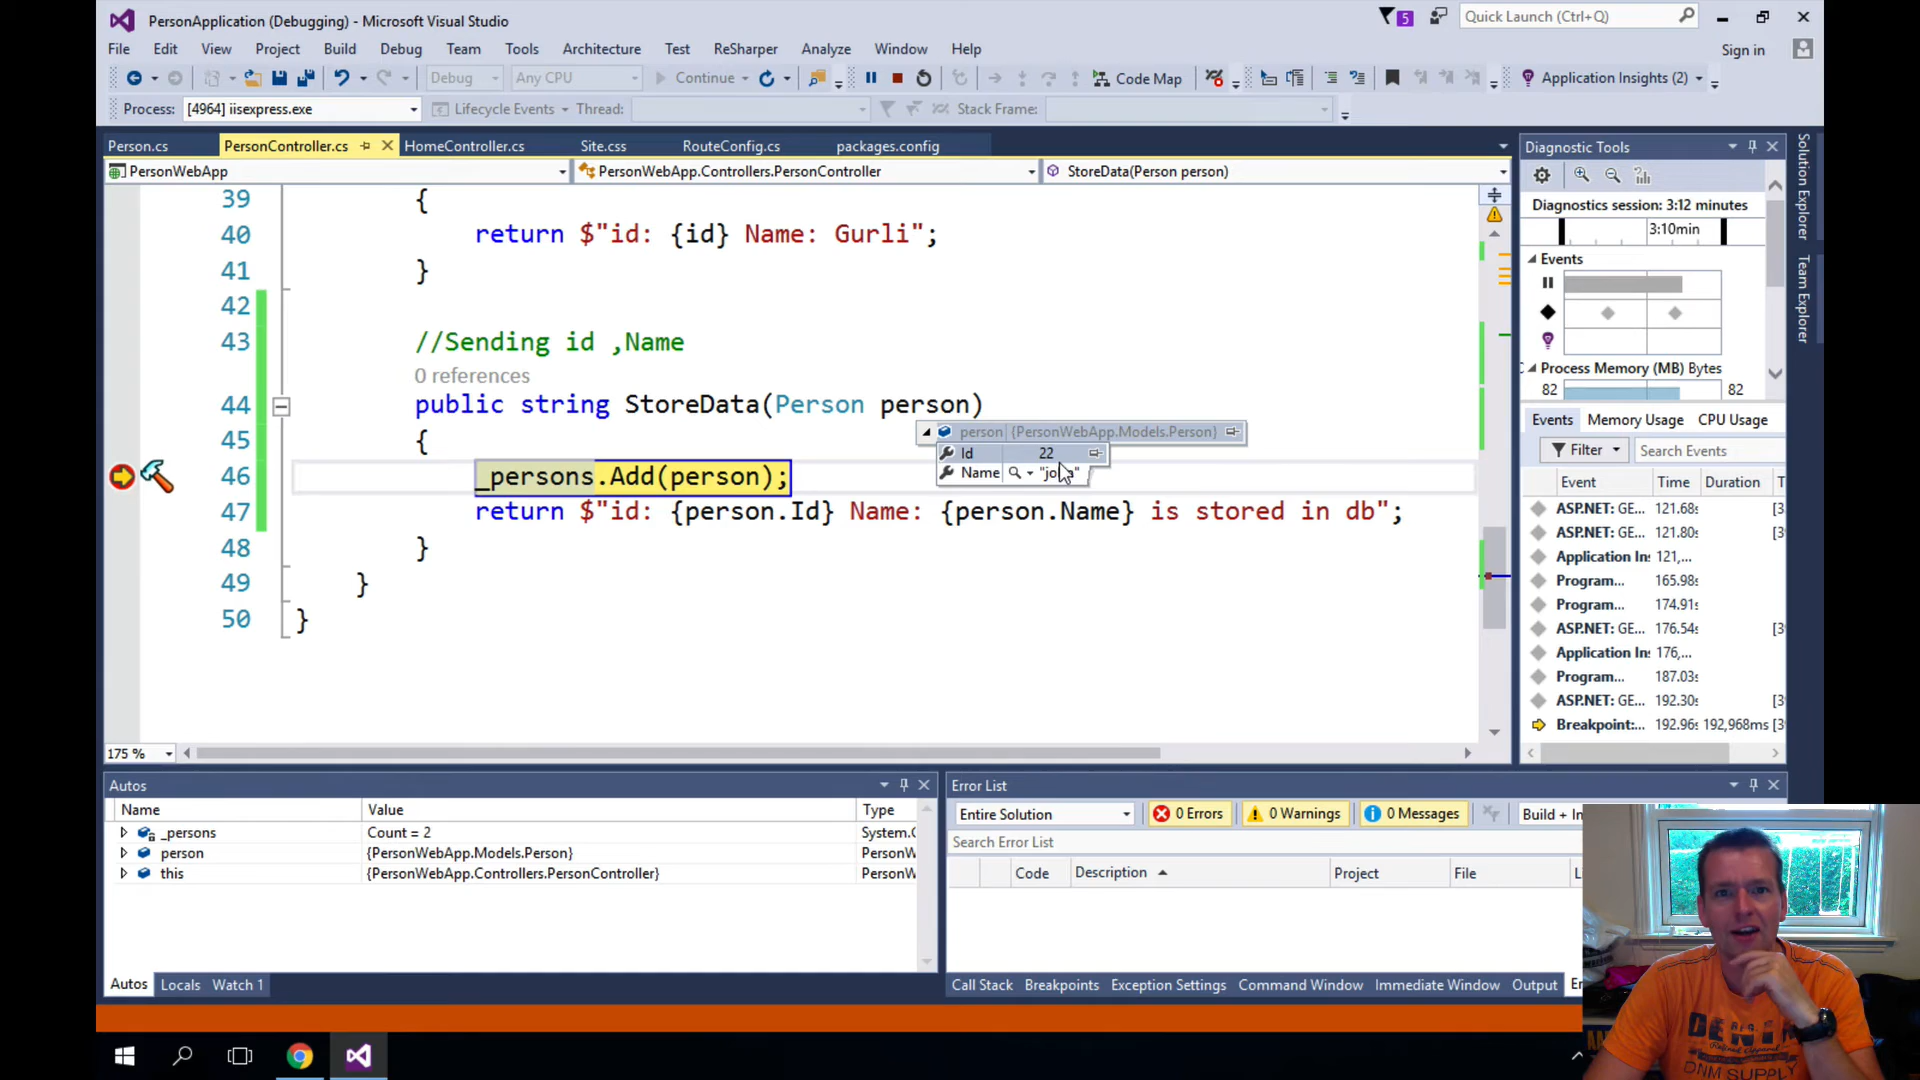 PersonApplication (Debugging) - Microsoft Visual Studio
5
Quick Launch (Ctrl+Q)
File Edit View Project Build Debug Team Tools Architecture Test ReSharper Analyze Window Help
Sign in
Debug Any CPU Continue Code Map Application Insights (2)
Process: [4964] iisexpress.exe Lifecycle Events Thread: Stack Frame:
Person.cs PersonController.cs HomeController.cs Site.css RouteConfig.cs packages.config
PersonWebApp PersonWebApp.Controllers.PersonController StoreData(Person person)
39 {
40 return $"id: {id} Name: Gurli";
41 }
42
43 //Sending id ,Name
0 references
44 public string StoreData(Person person)
person {PersonWebApp.Models.Person}
45 {
Id 22
Name
46 _persons.Add(person);
47 return $"id: {person.Id} Name: {person.Name} is stored in db";
48 }
49 }
50 }
175 %
Diagnostic Tools
Diagnostics session: 3:12 minutes
3:10min
Events
Process Memory (MB) Bytes
82 82
Events Memory Usage CPU Usage
Filter Search Events
Event Time Duration
ASP.NET: GE... 121.68s
ASP.NET: GE... 121.80s
Application In 121,...
Program... 165.98s
Program... 174.91s
ASP.NET: GE... 176.54s
Application In 176,...
Program... 187.03s
ASP.NET: GE... 192.30s
Breakpoint:... 192.96s 192,968ms
Solution Explorer
Team Explorer
Autos
Name Value Type
_persons Count = 2 System.C
person {PersonWebApp.Models.Person} PersonW
this {PersonWebApp.Controllers.PersonController} PersonW
Autos Locals Watch 1
Error List
Entire Solution 0 Errors 0 Warnings 0 Messages Build + In
Search Error List
Code Description Project File Li
Call Stack Breakpoints Exception Settings Command Window Immediate Window Output
DENIM
DNM SUPPLY